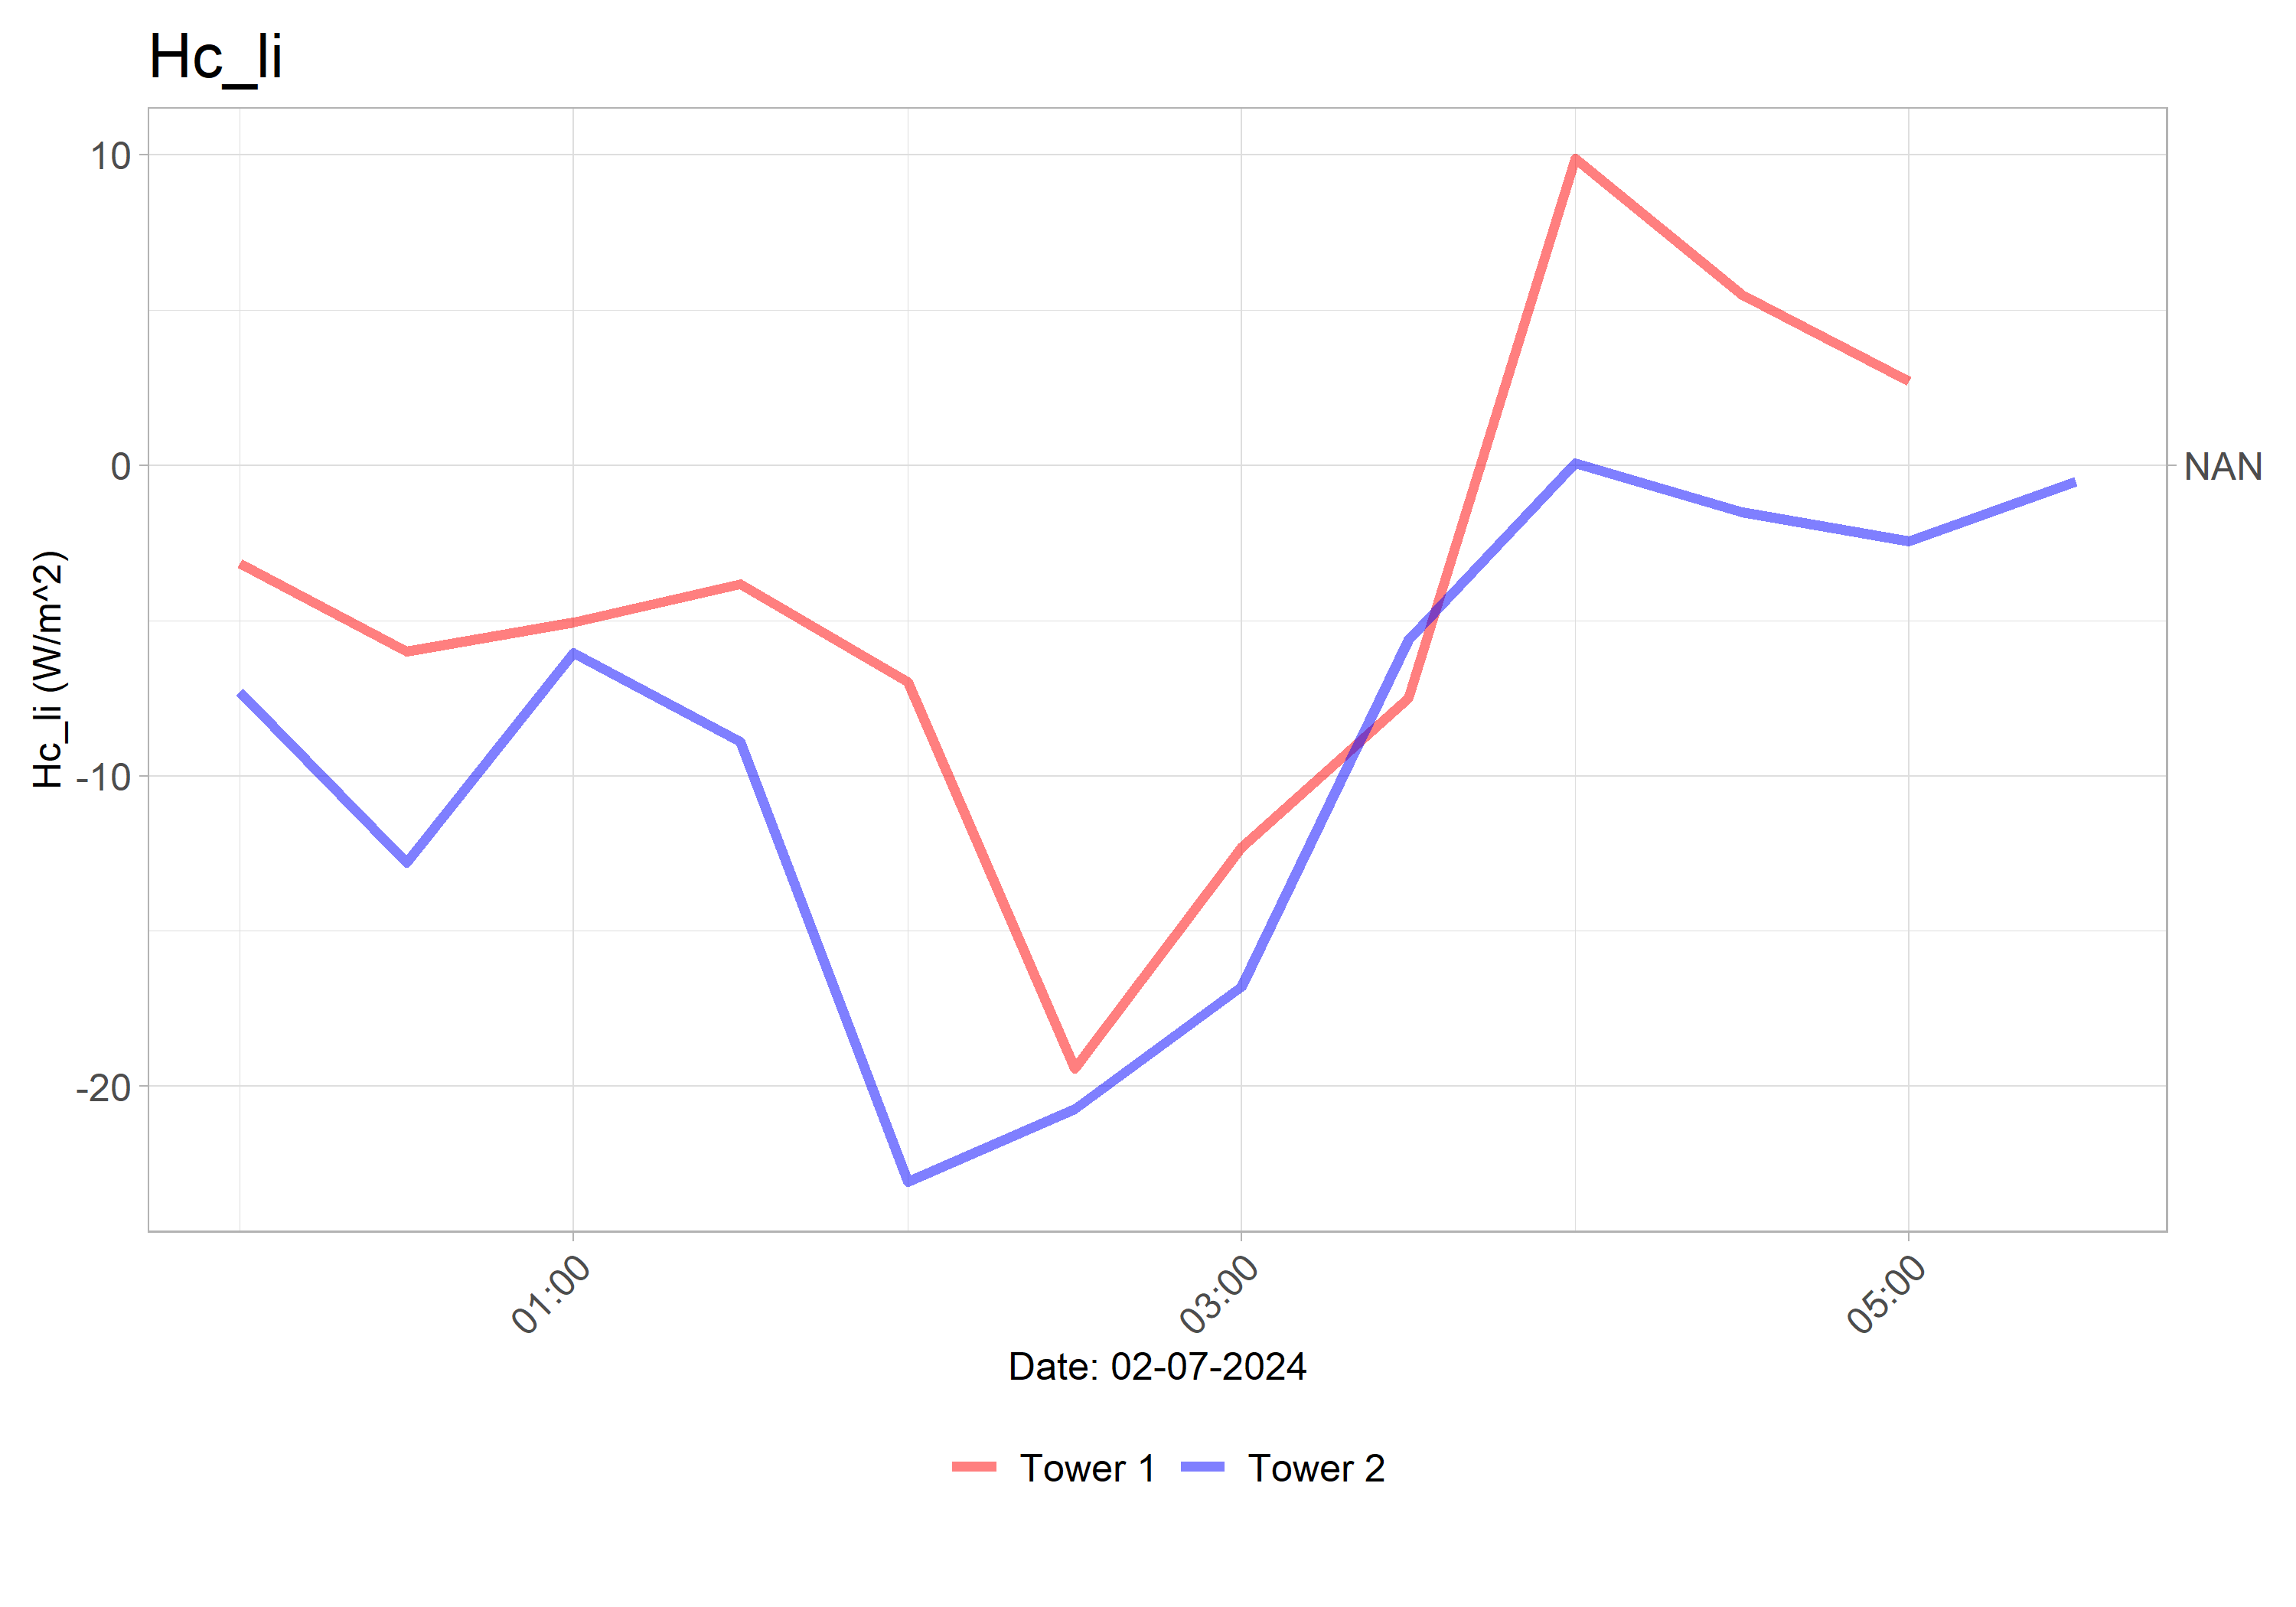 Hc_li
Hc_li (W/m^2)
10
0
-10
-20
NAN
01:00
03:00
05:00
Date: 02-07-2024
Tower 1
Tower 2